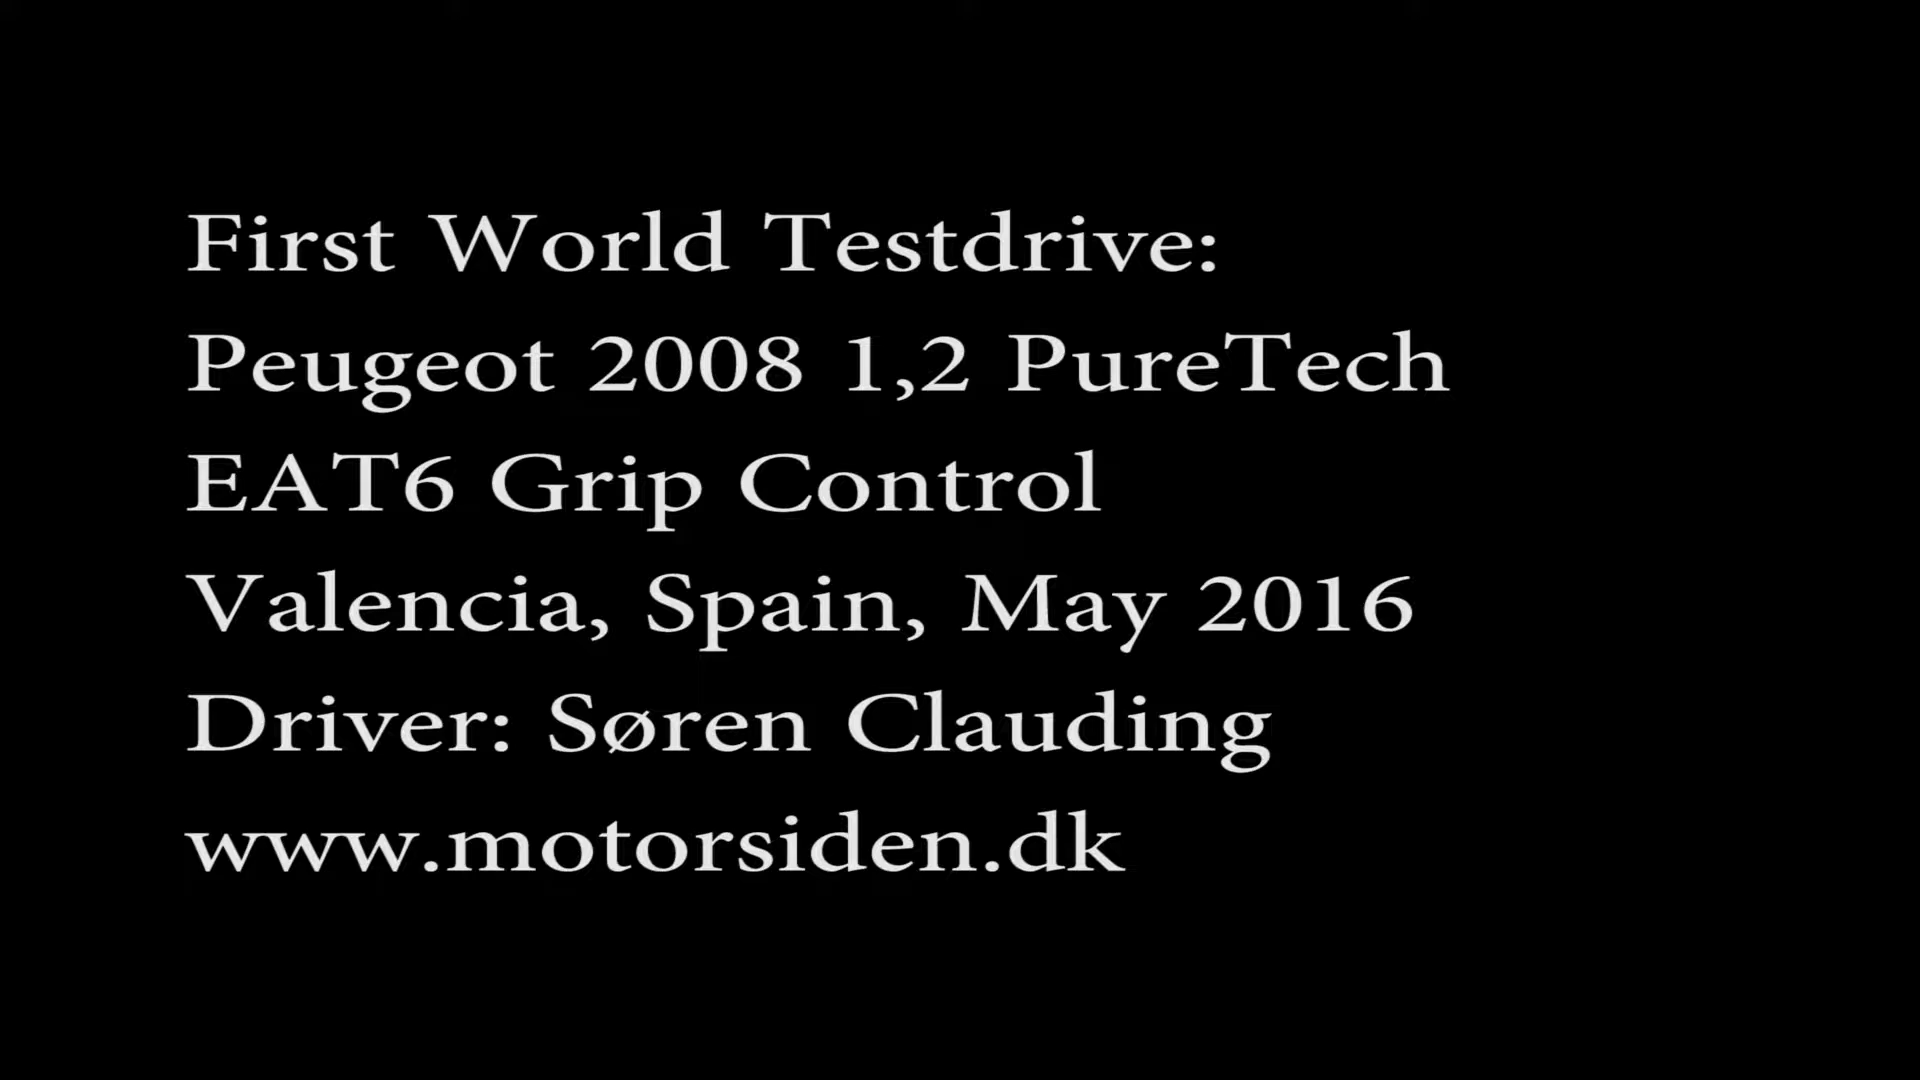 First World Testdrive:
Peugeot 2008 1,2 PureTech
EAT6 Grip Control
Valencia, Spain, May 2016
Driver: Søren Clauding
www.motorsiden.dk